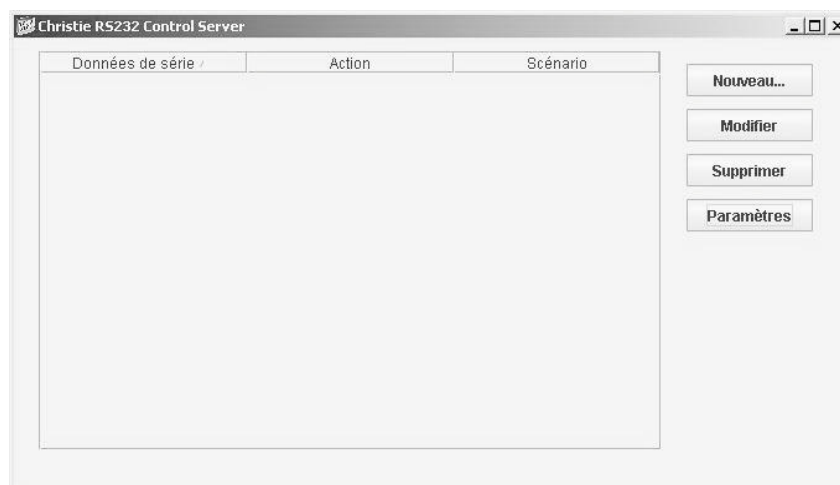 Christie RS232 Control Server
Données de série
Action
Scénario
Nouveau...
Modifier
Supprimer
Paramètres